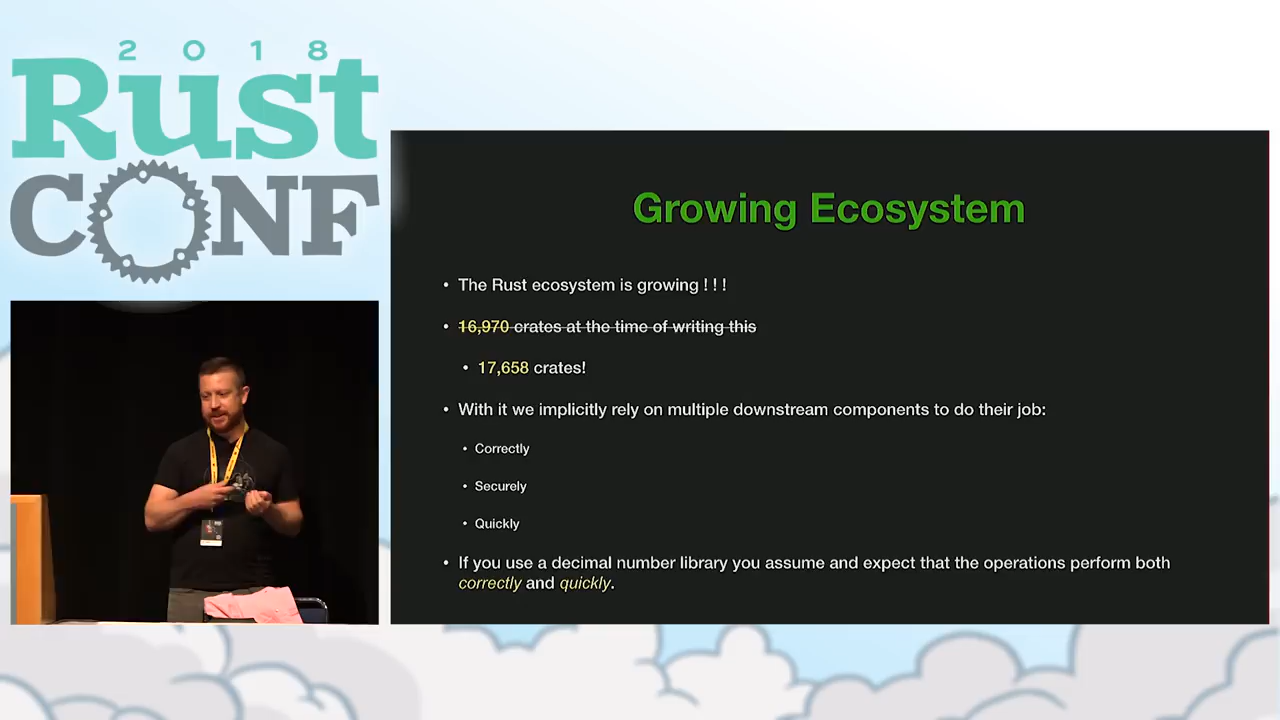 2018
Rust
CONF
Growing Ecosystem
• The Rust ecosystem is growing ! ! !
• 16,970 crates at the time of writing this
• 17,658 crates!
• With it we implicitly rely on multiple downstream components to do their job:
• Correctly
• Securely
• Quickly
• If you use a decimal number library you assume and expect that the operations perform both
correctly and quickly.